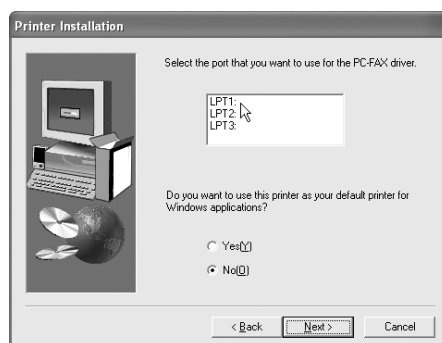 Printer Installation
Select the port that you want to use for the PC-FAX driver.
LPT1:
LPT2:
LPT3:
Do you want to use this printer as your default printer for
Windows applications?
Yes(Y)
No(O)
< Back
Next >
Cancel